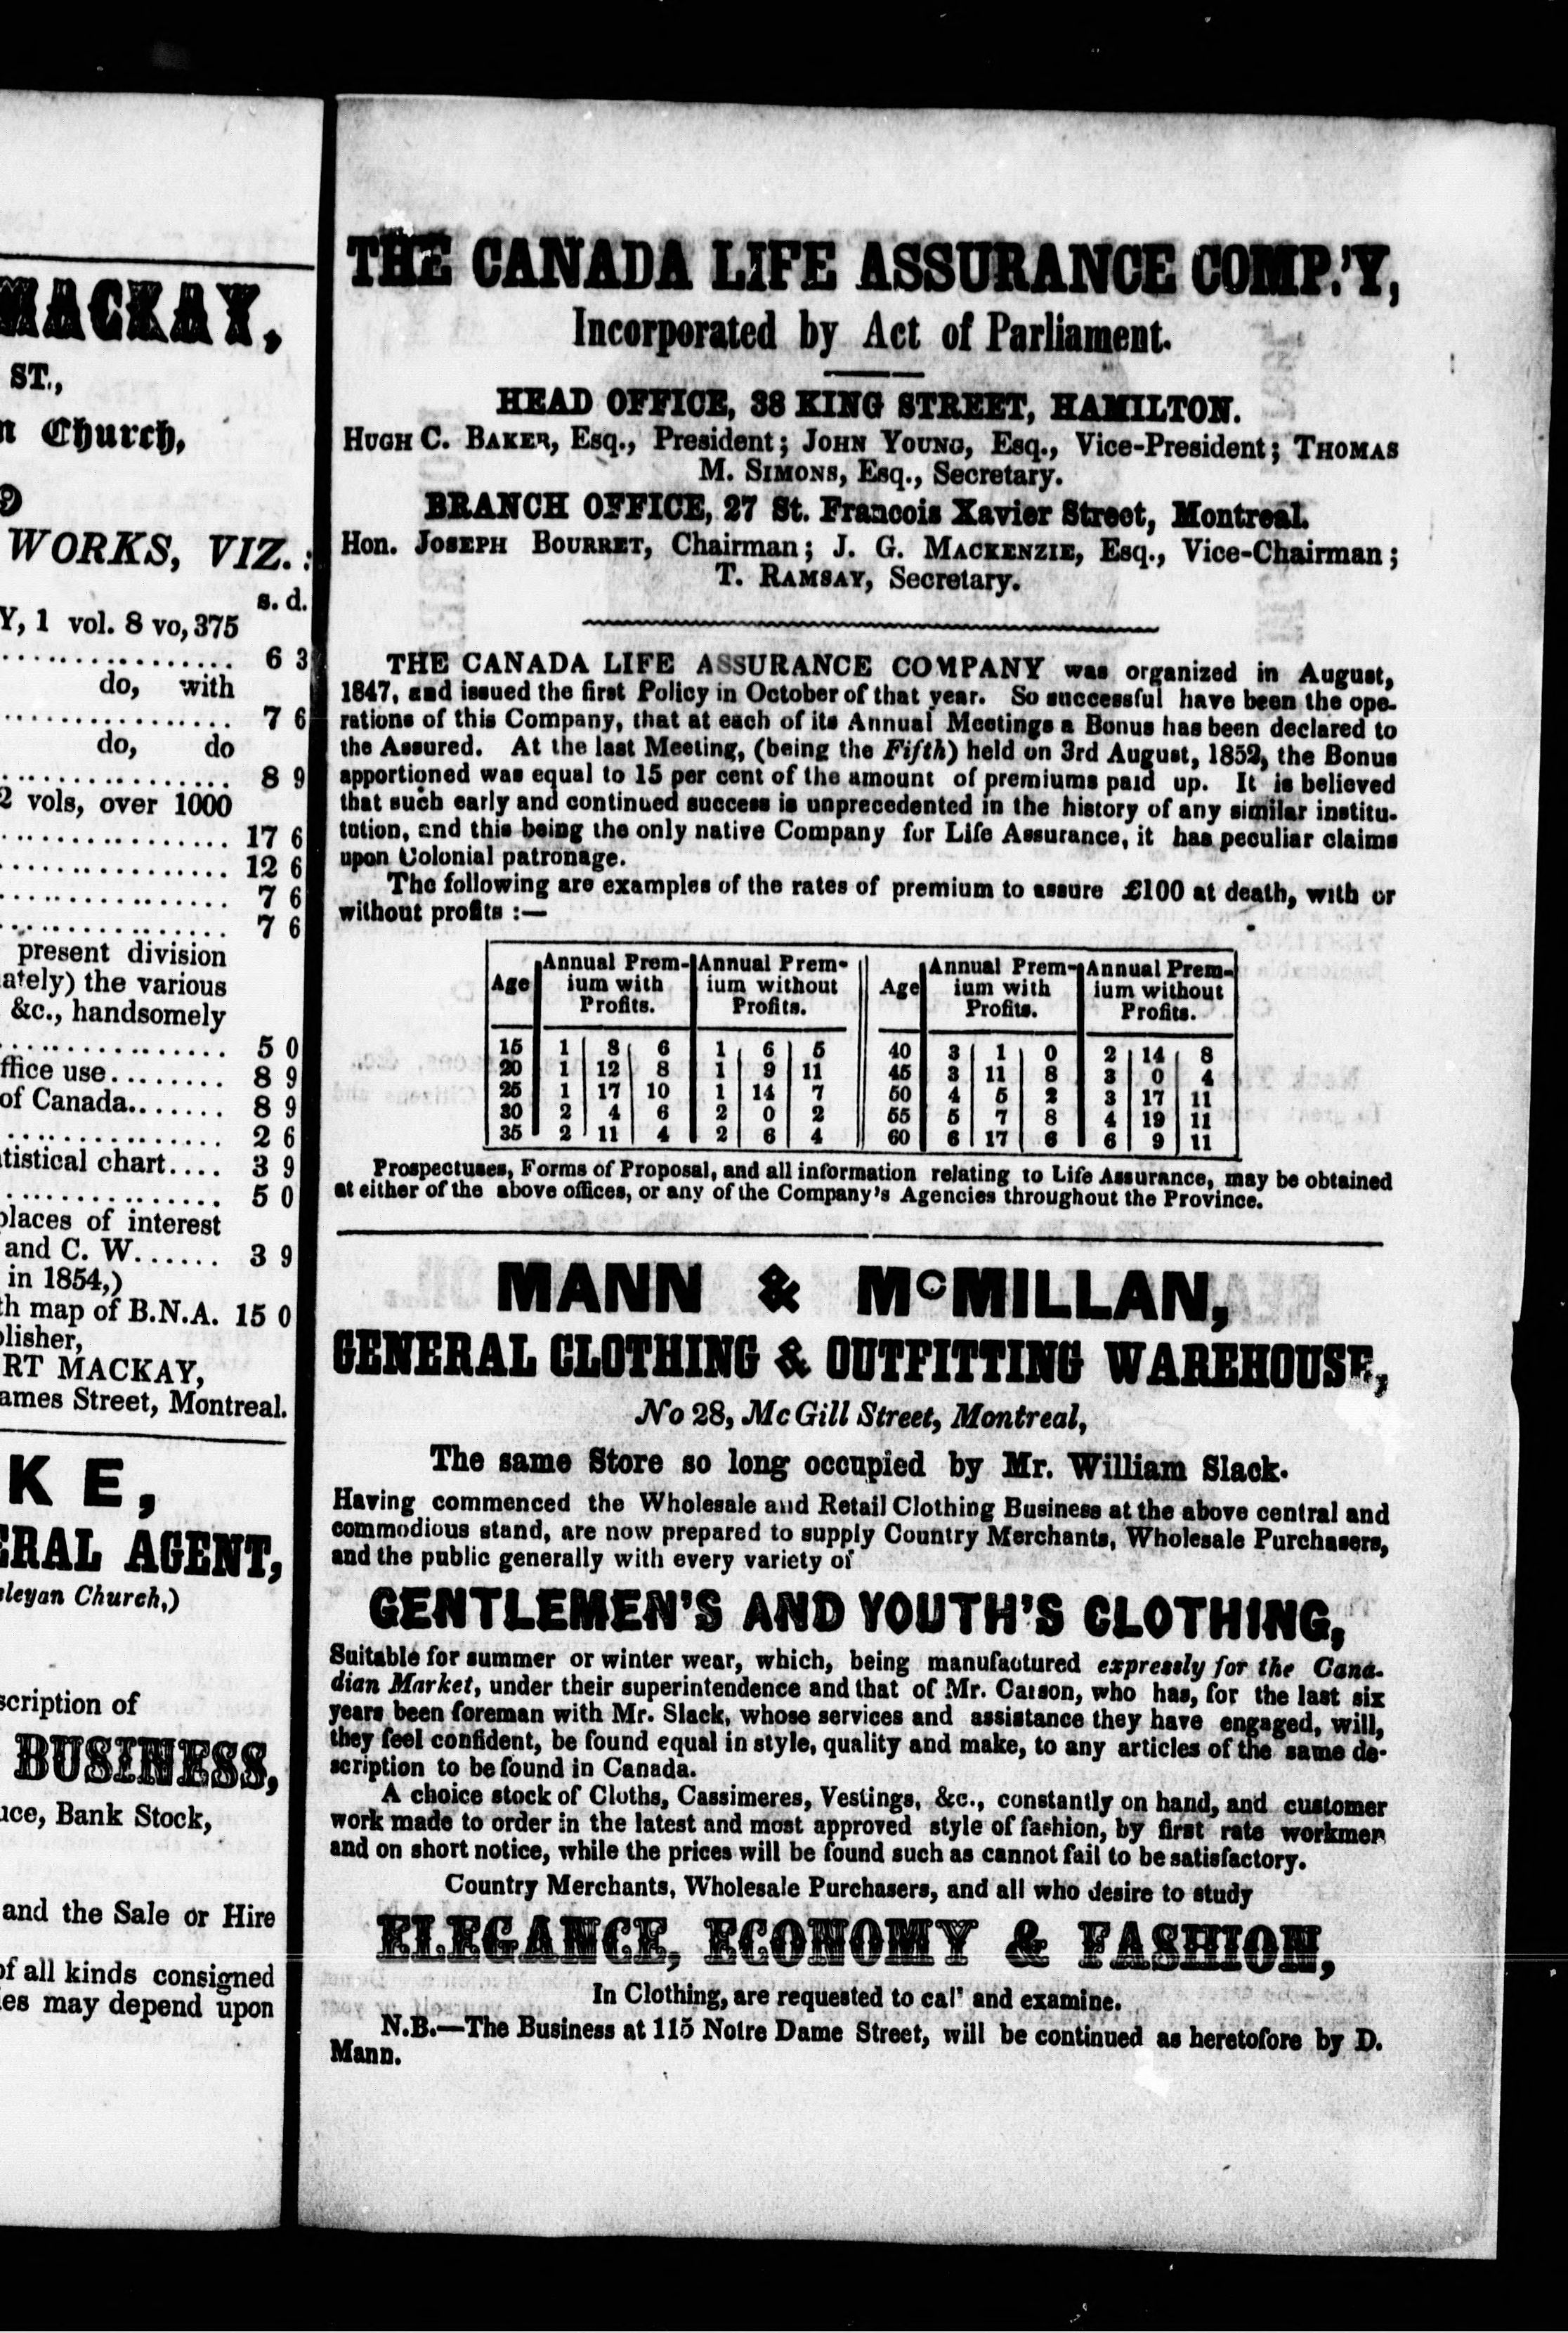 MACKAY,
ST.,
n Church,
WORKS, VIZ.:
s. d.
Y, 1 vol. 8 vo, 375
................. 6 3
do, with
................. 7 6
do, do
................. 8 9
2 vols, over 1000
................. 17 6
................. 12 6
................. 7 6
................. 7 6
present division
ately) the various
&c., handsomely
................. 5 0
ffice use........ 8 9
of Canada....... 8 9
................. 2 6
tistical chart.... 3 9
................. 5 0
places of interest
and C. W...... 3 9
in 1854,)
th map of B.N.A. 15 0
blisher,
RT MACKAY,
ames Street, Montreal.
K E,
ERAL AGENT,
sleyan Church,)
scription of
BUSINESS,
uce, Bank Stock,
and the Sale or Hire
of all kinds consigned
es may depend upon
THE CANADA LIFE ASSURANCE COMP.'Y,
Incorporated by Act of Parliament.
HEAD OFFICE, 38 KING STREET, HAMILTON.
HUGH C. BAKER, Esq., President; JOHN YOUNG, Esq., Vice-President; THOMAS
M. SIMONS, Esq., Secretary.
BRANCH OFFICE, 27 St. Francois Xavier Street, Montreal.
Hon. JOSEPH BOURRET, Chairman; J. G. MACKENZIE, Esq., Vice-Chairman;
T. RAMSAY, Secretary.
THE CANADA LIFE ASSURANCE COMPANY was organized in August,
1847, and issued the first Policy in October of that year. So successful have been the ope-
rations of this Company, that at each of its Annual Meetings a Bonus has been declared to
the Assured. At the last Meeting, (being the Fifth) held on 3rd August, 1852, the Bonus
apportioned was equal to 15 per cent of the amount of premiums paid up. It is believed
that such early and continued success is unprecedented in the history of any similar institu-
tution, and this being the only native Company for Life Assurance, it has peculiar claims
upon Colonial patronage.
The following are examples of the rates of premium to assure £100 at death, with or
without profits :—
Age Annual Prem- Annual Prem- Age Annual Prem- Annual Prem-
ium with ium without ium with ium without
Profits. Profits. Profits. Profits.
15 1 8 6 1 6 5 40 3 1 0 2 14 8
20 1 12 8 1 9 11 45 3 11 8 3 0 4
25 1 17 10 1 14 7 50 4 5 2 3 17 11
30 2 4 6 2 0 2 55 5 7 8 4 19 11
35 2 11 4 2 6 4 60 6 17 6 6 9 11
Prospectuses, Forms of Proposal, and all information relating to Life Assurance, may be obtained
at either of the above offices, or any of the Company's Agencies throughout the Province.
MANN & McMILLAN,
GENERAL CLOTHING & OUTFITTING WAREHOUSE,
No 28, McGill Street, Montreal,
The same Store so long occupied by Mr. William Slack.
Having commenced the Wholesale and Retail Clothing Business at the above central and
commodious stand, are now prepared to supply Country Merchants, Wholesale Purchasers,
and the public generally with every variety of
GENTLEMEN'S AND YOUTH'S CLOTHING,
Suitable for summer or winter wear, which, being manufactured expressly for the Cana-
dian Market, under their superintendence and that of Mr. Carson, who has, for the last six
years been foreman with Mr. Slack, whose services and assistance they have engaged, will,
they feel confident, be found equal in style, quality and make, to any articles of the same de-
scription to be found in Canada.
A choice stock of Cloths, Cassimeres, Vestings, &c., constantly on hand, and customer
work made to order in the latest and most approved style of fashion, by first rate workmen
and on short notice, while the prices will be found such as cannot fail to be satisfactory.
Country Merchants, Wholesale Purchasers, and all who desire to study
ELEGANCE, ECONOMY & FASHION,
In Clothing, are requested to cal' and examine.
N.B.—The Business at 115 Notre Dame Street, will be continued as heretofore by D.
Mann.